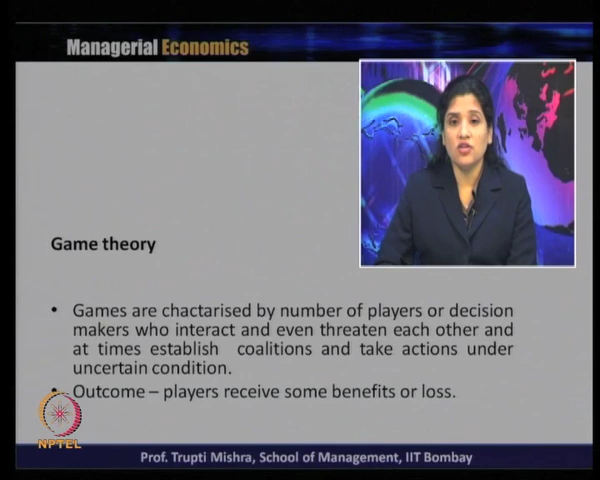 Managerial Economics
Game theory
• Games are chactarised by number of players or decision
makers who interact and even threaten each other and
at times establish coalitions and take actions under
uncertain condition.
• Outcome – players receive some benefits or loss.
NPTEL
Prof. Trupti Mishra, School of Management, IIT Bombay